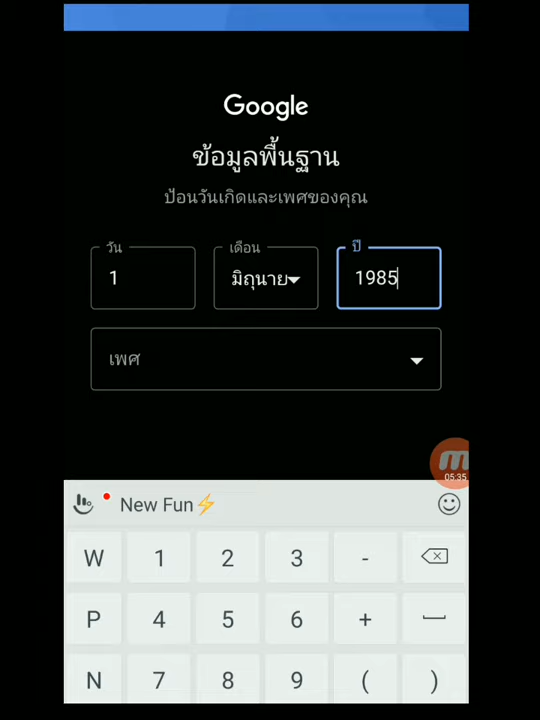 Google
ข้อมูลพื้นฐาน
ป้อนวันเกิดและเพศของคุณ
วัน เดือน ปี
1 มิถุนาย 1985
เพศ
05:35
New Fun⚡
W 1 2 3 -
P 4 5 6 +
N 7 8 9 ( )